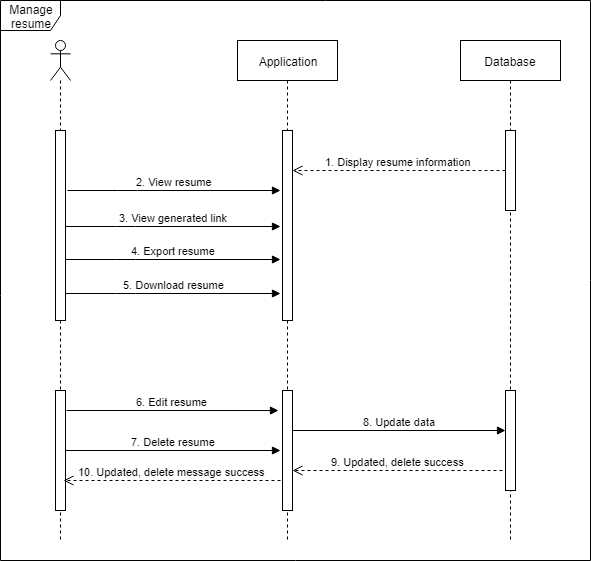 Manage
resume
Application
Database
1. Display resume information
2. View resume
3. View generated link
4. Export resume
5. Download resume
6. Edit resume
8. Update data
7. Delete resume
9. Updated, delete success
10. Updated, delete message success